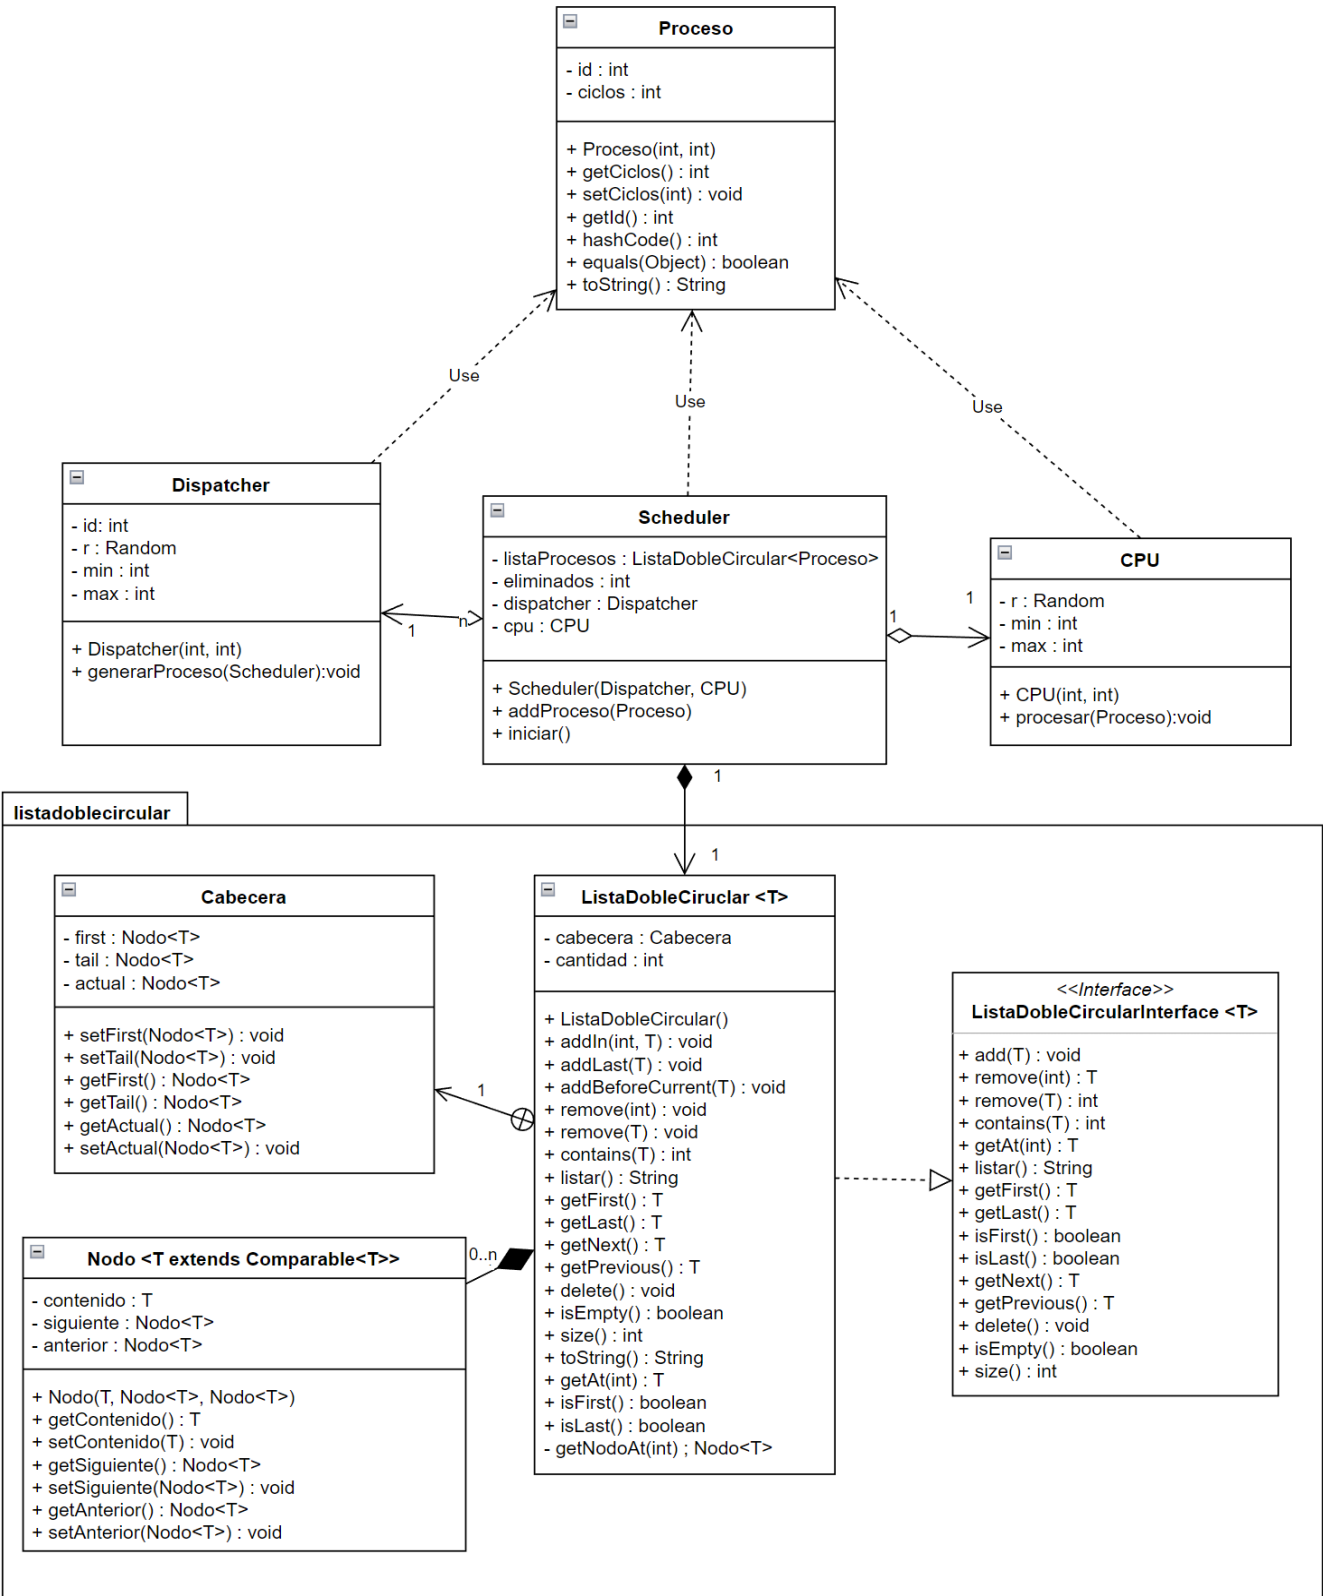 Proceso
- id : int
- ciclos : int
+ Proceso(int, int)
+ getCiclos() : int
+ setCiclos(int) : void
+ getId() : int
+ hashCode() : int
+ equals(Object) : boolean
+ toString() : String
Use
Use
Use
Dispatcher
- id: int
- r : Random
- min : int
- max : int
+ Dispatcher(int, int)
+ generarProceso(Scheduler):void
1
n
Scheduler
- listaProcesos : ListaDobleCircular<Proceso>
- eliminados : int
- dispatcher : Dispatcher
- cpu : CPU
+ Scheduler(Dispatcher, CPU)
+ addProceso(Proceso)
+ iniciar()
1
1
CPU
- r : Random
- min : int
- max : int
+ CPU(int, int)
+ procesar(Proceso):void
1
1
listadoblecircular
Cabecera
- first : Nodo<T>
- tail : Nodo<T>
- actual : Nodo<T>
+ setFirst(Nodo<T>) : void
+ setTail(Nodo<T>) : void
+ getFirst() : Nodo<T>
+ getTail() : Nodo<T>
+ getActual() : Nodo<T>
+ setActual(Nodo<T>) : void
1
Nodo <T extends Comparable<T>>
- contenido : T
- siguiente : Nodo<T>
- anterior : Nodo<T>
+ Nodo(T, Nodo<T>, Nodo<T>)
+ getContenido() : T
+ setContenido(T) : void
+ getSiguiente() : Nodo<T>
+ setSiguiente(Nodo<T>) : void
+ getAnterior() : Nodo<T>
+ setAnterior(Nodo<T>) : void
0..n
ListaDobleCiruclar <T>
- cabecera : Cabecera
- cantidad : int
+ ListaDobleCircular()
+ addIn(int, T) : void
+ addLast(T) : void
+ addBeforeCurrent(T) : void
+ remove(int) : void
+ remove(T) : void
+ contains(T) : int
+ listar() : String
+ getFirst() : T
+ getLast() : T
+ getNext() : T
+ getPrevious() : T
+ delete() : void
+ isEmpty() : boolean
+ size() : int
+ toString() : String
+ getAt(int) : T
+ isFirst() : boolean
+ isLast() : boolean
- getNodoAt(int) ; Nodo<T>
<<Interface>>
ListaDobleCircularInterface <T>
+ add(T) : void
+ remove(int) : T
+ remove(T) : int
+ contains(T) : int
+ getAt(int) : T
+ listar() : String
+ getFirst() : T
+ getLast() : T
+ isFirst() : boolean
+ isLast() : boolean
+ getNext() : T
+ getPrevious() : T
+ delete() : void
+ isEmpty() : boolean
+ size() : int